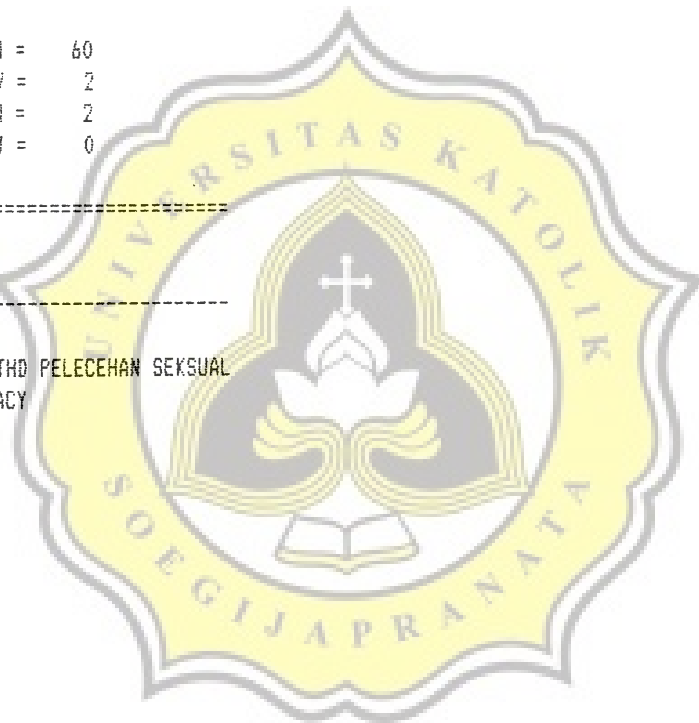 = 60
= 2
= 2
= 0
==========================
--------------------------
THD PELECEHAN SEKSUAL
ACY
UNIVERSITAS KATOLIK
SOEGIJAPRANATA